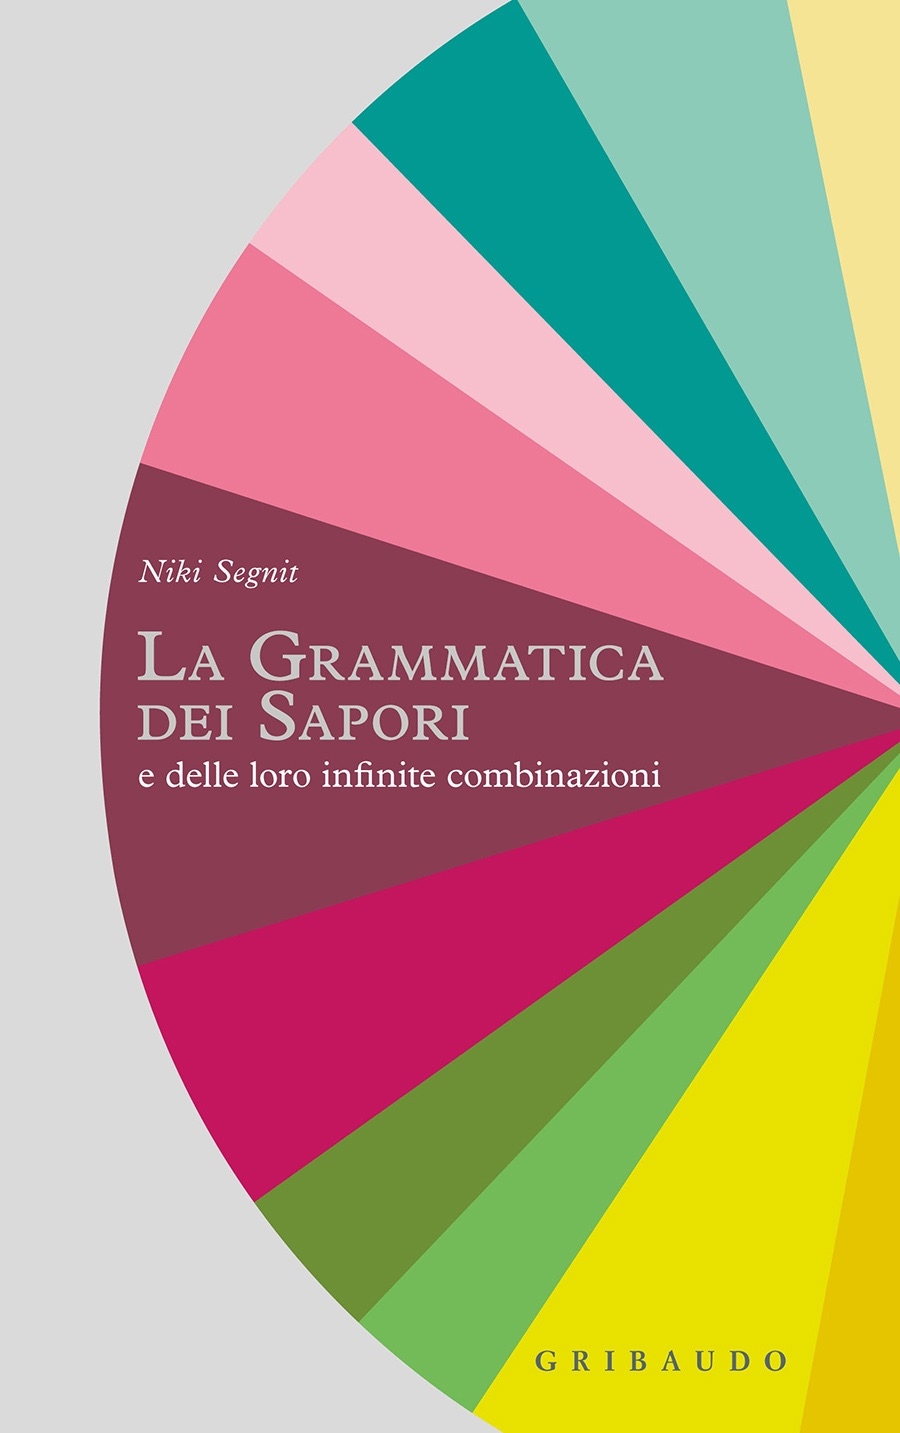 Niki Segnit
La Grammatica
dei Sapori
e delle loro infinite combinazioni
GRIBAUDO